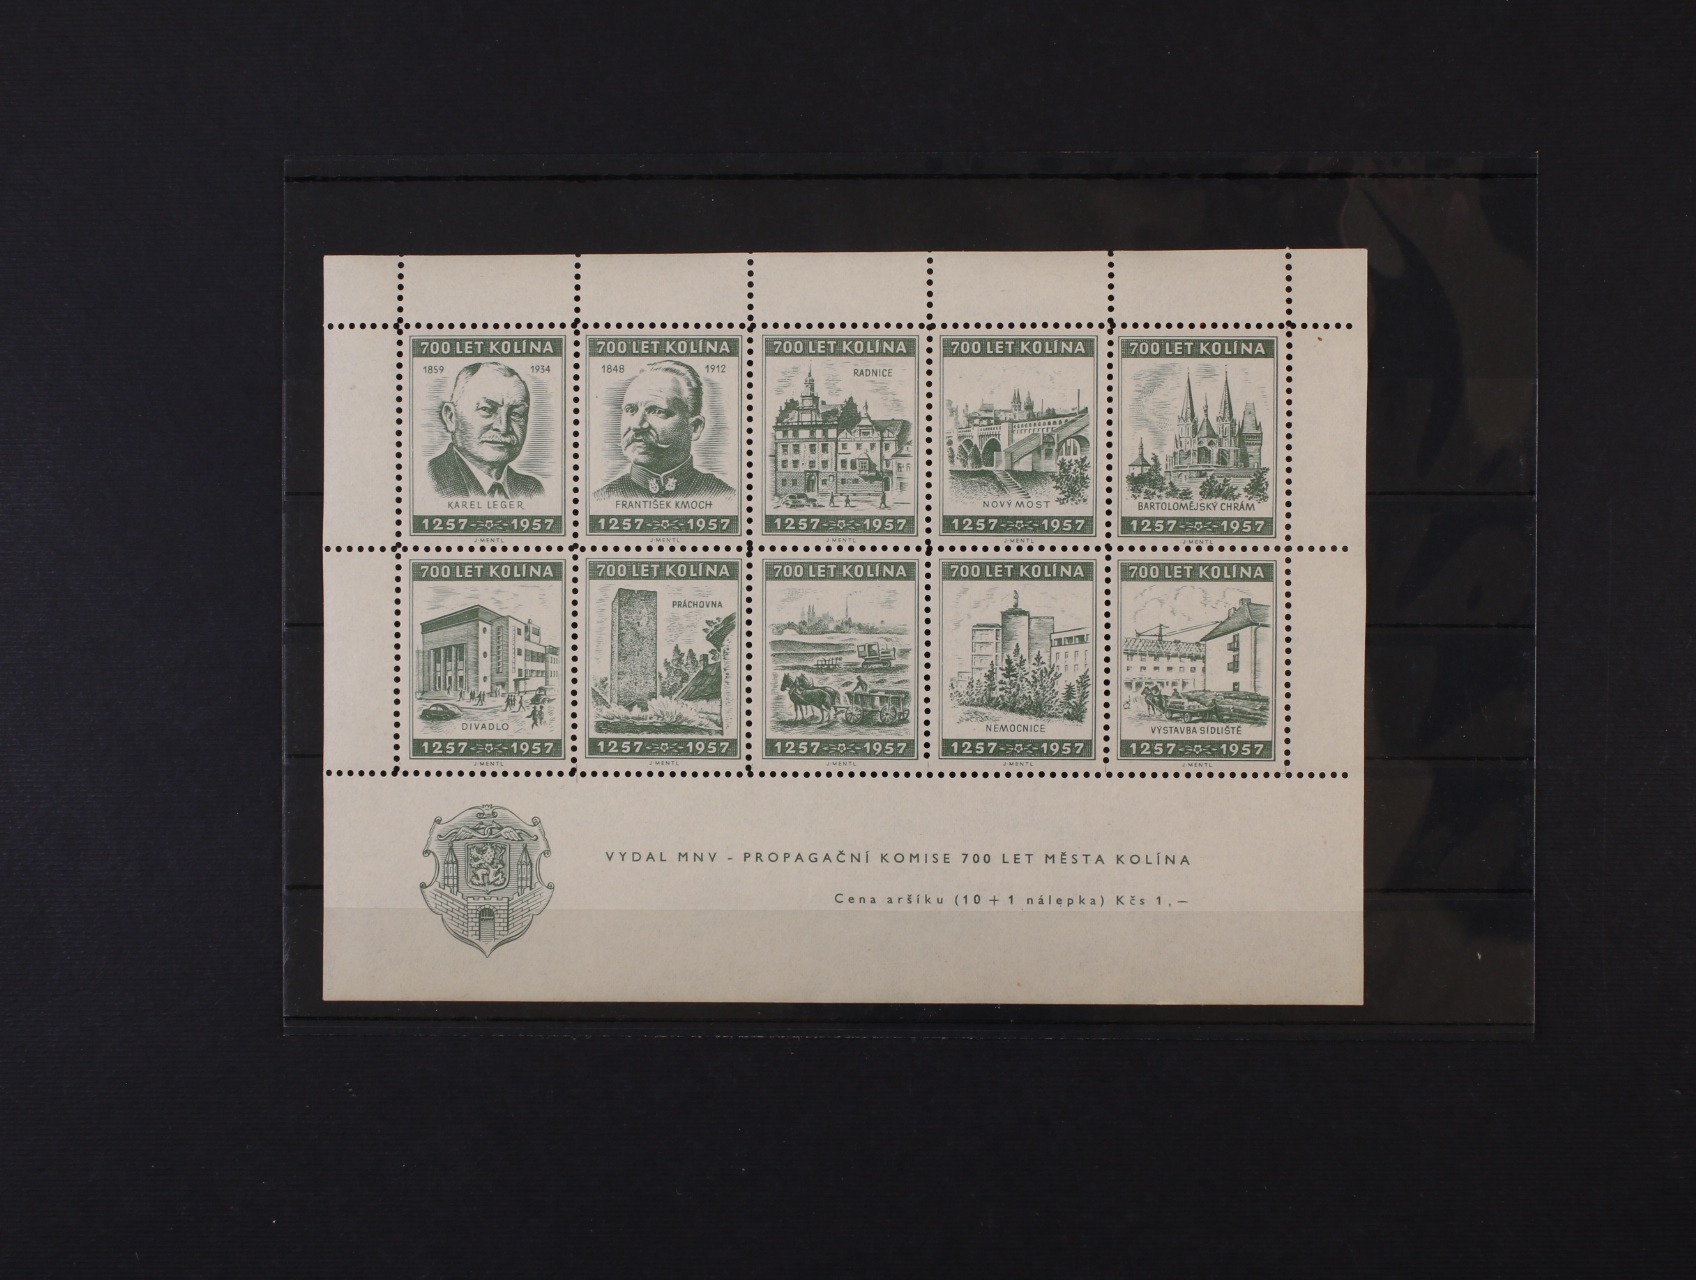 700 LET KOLÍNA
1859 1934
KAREL LEGER
1257 1957
J. MENTL
700 LET KOLÍNA
1848 1912
FRANTIŠEK KMOCH
1257 1957
J. MENTL
700 LET KOLÍNA
RADNICE
1257 1957
J. MENTL
700 LET KOLÍNA
NOVÝ MOST
1257 1957
J. MENTL
700 LET KOLÍNA
BARTOLOMĚJSKÝ CHRÁM
1257 1957
J. MENTL
700 LET KOLÍNA
DIVADLO
1257 1957
J. MENTL
700 LET KOLÍNA
PRÁCHOVNA
1257 1957
J. MENTL
700 LET KOLÍNA
1257 1957
J. MENTL
700 LET KOLÍNA
NEMOCNICE
1257 1957
J. MENTL
700 LET KOLÍNA
VÝSTAVBA SÍDLIŠTĚ
1257 1957
J. MENTL
VYDAL MNV - PROPAGAČNÍ KOMISE 700 LET MĚSTA KOLÍNA
Cena aršíku (10 + 1 nálepka) Kčs 1,—